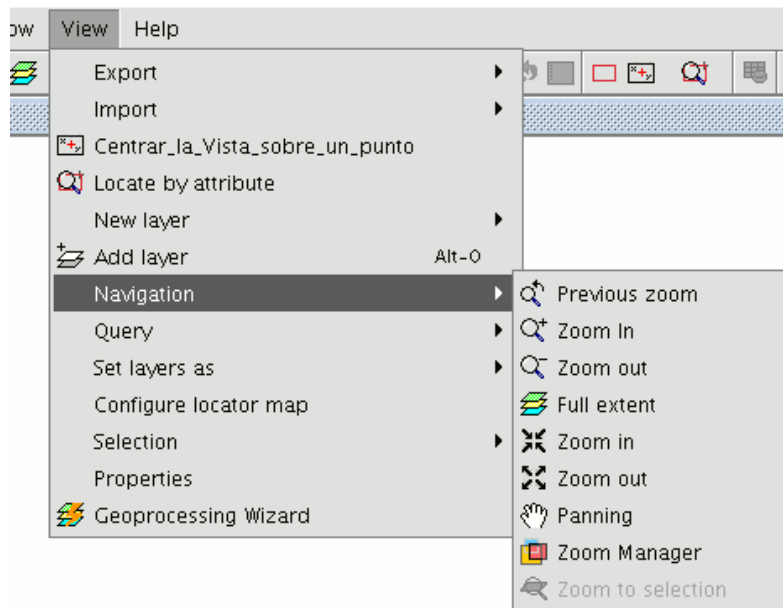 ow View Help
Export
Import
Centrar_la_Vista_sobre_un_punto
Locate by attribute
New layer
Add layer Alt-O
Navigation
Query
Set layers as
Configure locator map
Selection
Properties
Geoprocessing Wizard
Previous zoom
Zoom In
Zoom out
Full extent
Zoom in
Zoom out
Panning
Zoom Manager
Zoom to selection